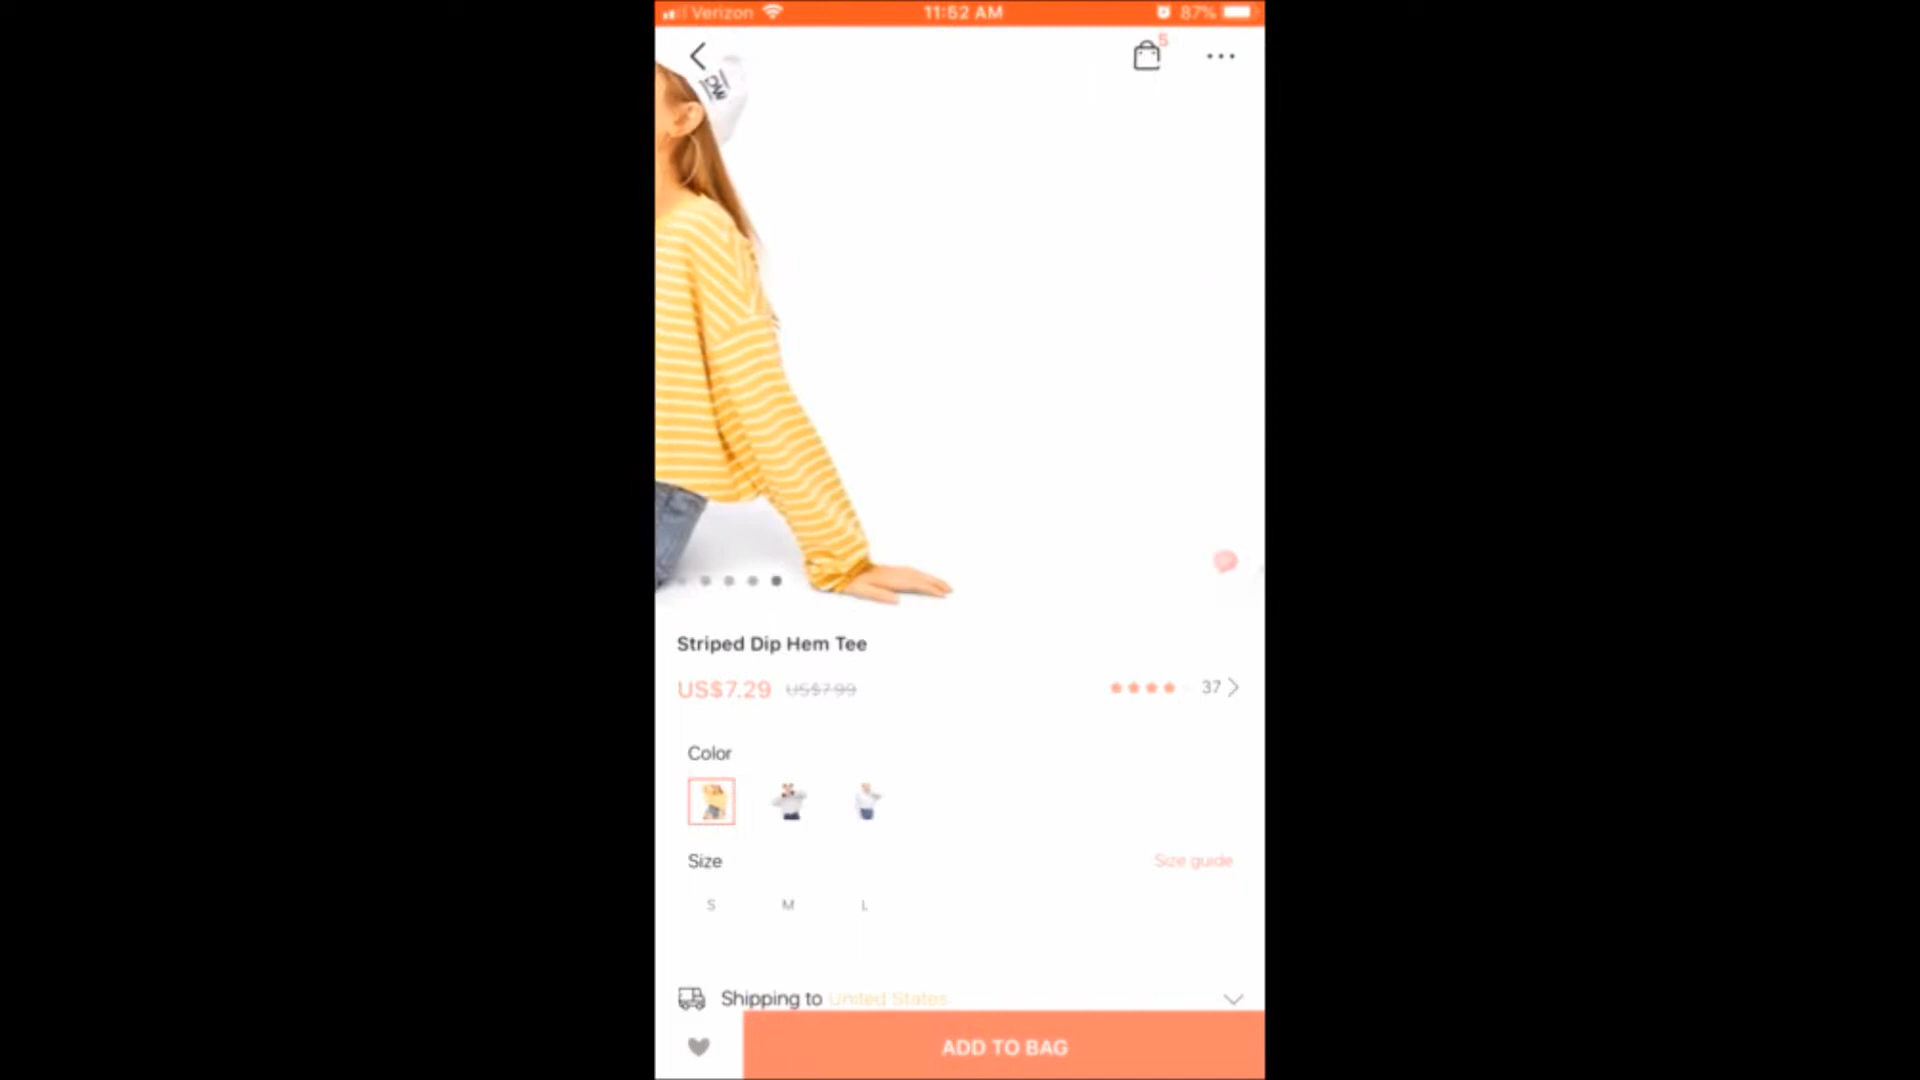 Verizon 11:52 AM 87%
5
Striped Dip Hem Tee
US$7.29 US$7.99 37
Color
Size Size guide
S M L
Shipping to United States
ADD TO BAG